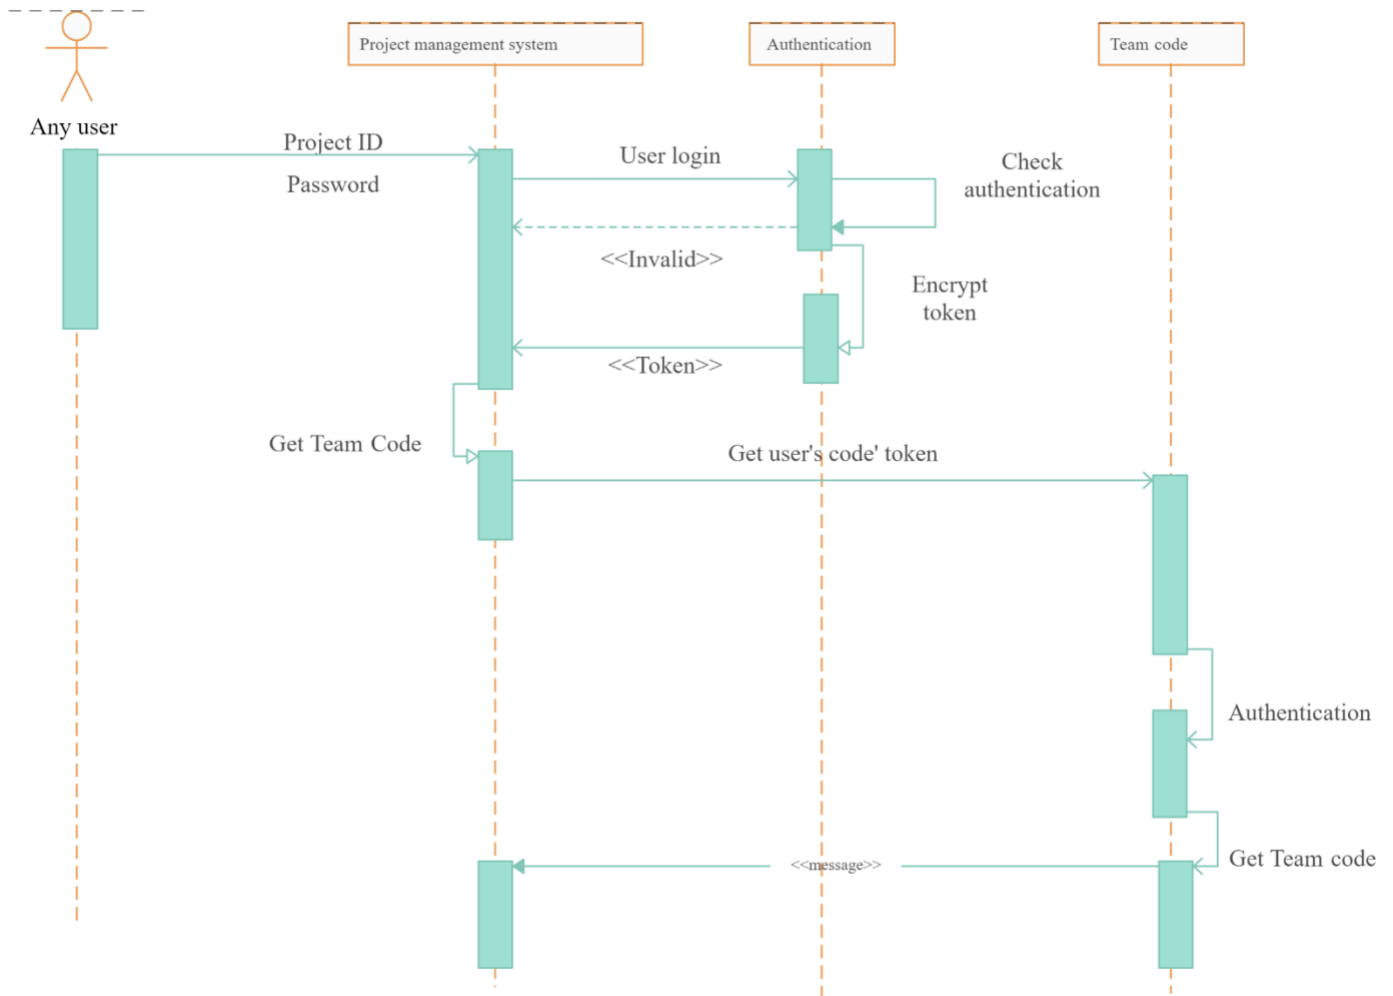 Project management system
Authentication
Team code
Any user
Project ID
Password
User login
Check
authentication
<<Invalid>>
Encrypt
token
<<Token>>
Get Team Code
Get user's code' token
Authentication
Get Team code
<<message>>